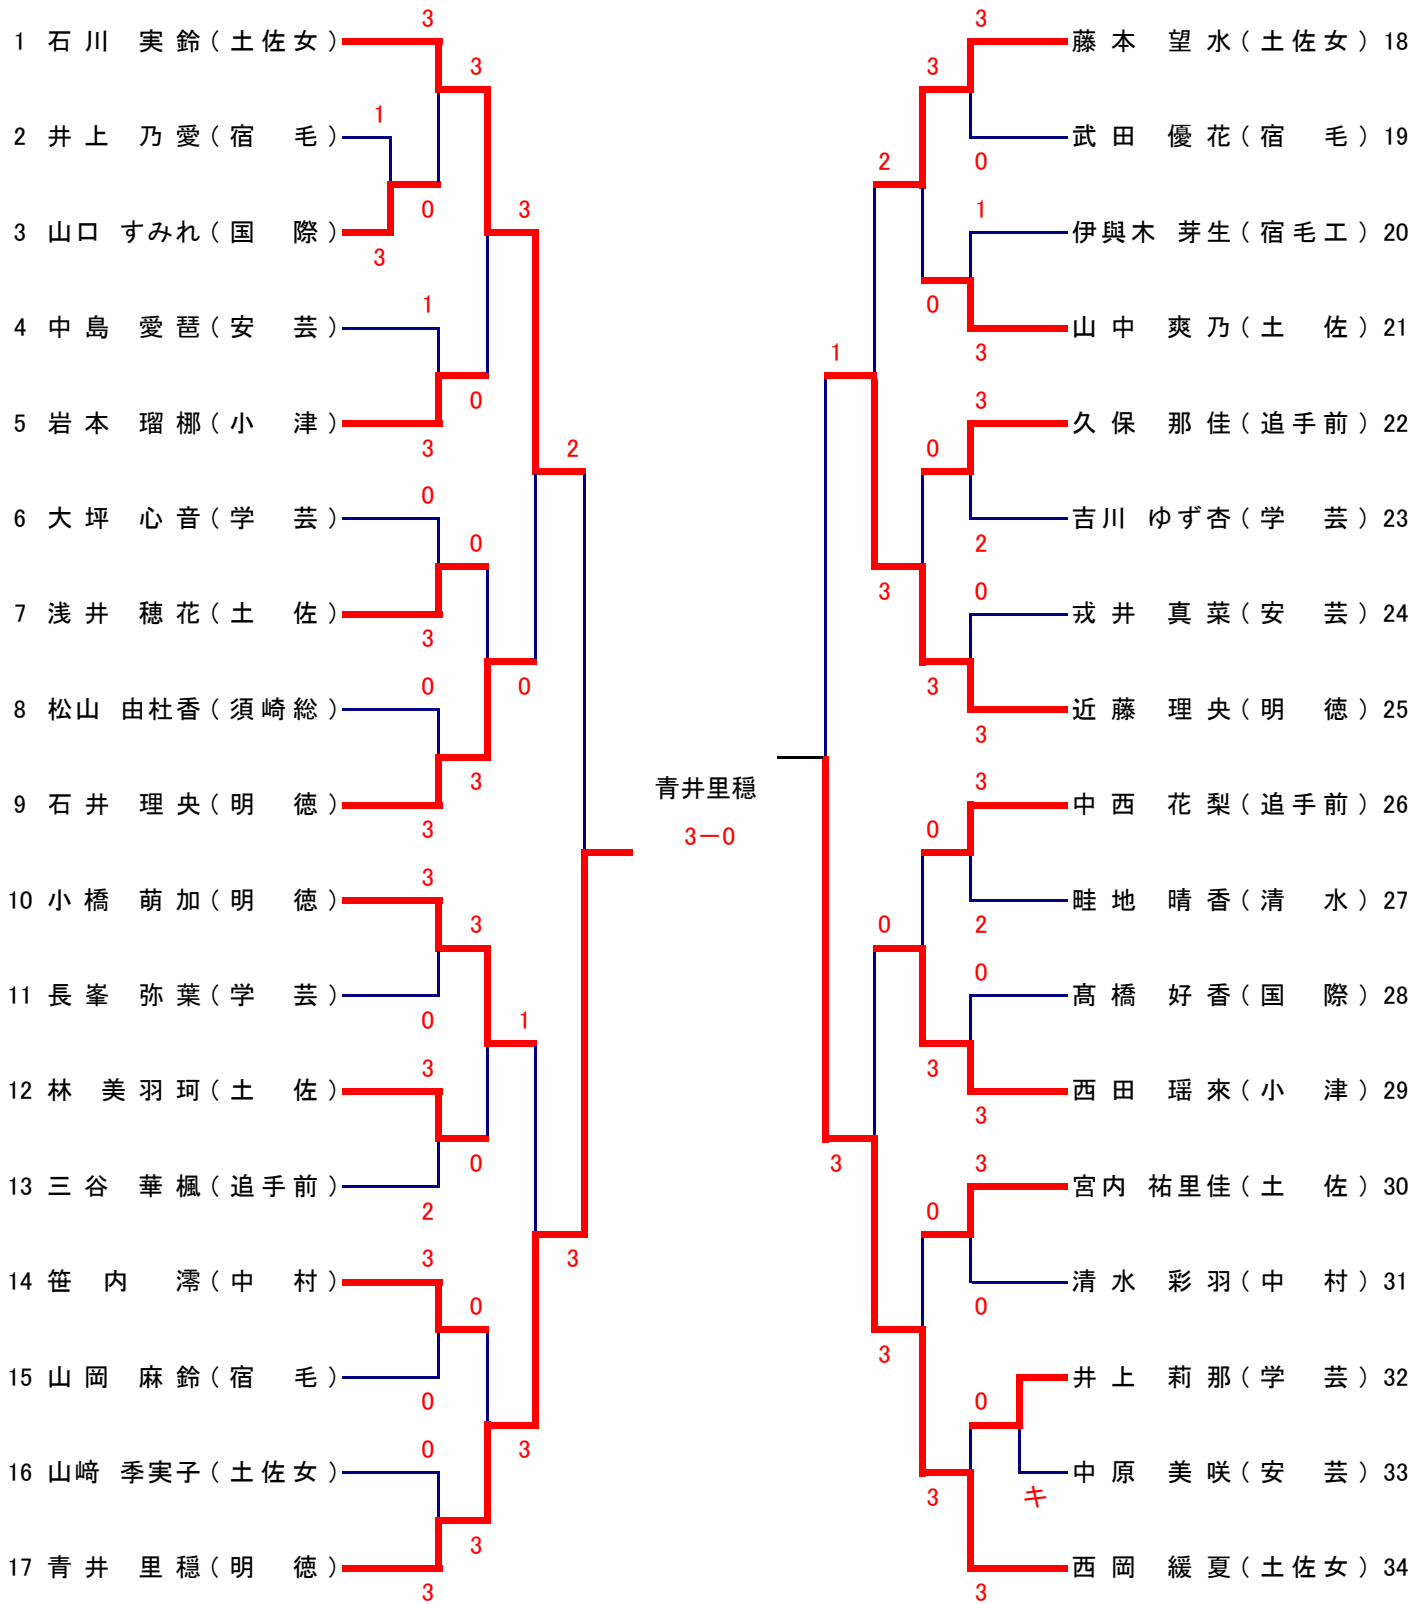 3
1 石川 実鈴(土佐女)
3
1
2 井上 乃愛(宿 毛)
0
3
3 山口 すみれ(国 際)
3
1
4 中島 愛琶(安 芸)
0
5 岩本 瑠梛(小 津)
3
2
0
6 大坪 心音(学 芸)
0
7 浅井 穂花(土 佐)
3
0
0
8 松山 由杜香(須崎総)
3
9 石井 理央(明 徳)
3
青井里穏
3-0
3
10 小橋 萌加(明 徳)
3
11 長峯 弥葉(学 芸)
0
1
3
12 林 美羽珂(土 佐)
0
13 三谷 華楓(追手前)
2
3
3
14 笹内 澪(中 村)
0
15 山岡 麻鈴(宿 毛)
0
3
0
16 山﨑 季実子(土佐女)
3
17 青井 里穏(明 徳)
3
3
藤本 望水(土佐女) 18
3
武田 優花(宿 毛) 19
0
2
1
伊與木 芽生(宿毛工) 20
0
山中 爽乃(土 佐) 21
3
1
3
久保 那佳(追手前) 22
0
吉川 ゆず杏(学 芸) 23
2
3
0
戎井 真菜(安 芸) 24
3
近藤 理央(明 徳) 25
3
3
中西 花梨(追手前) 26
0
畦地 晴香(清 水) 27
2
0
0
髙橋 好香(国 際) 28
3
西田 瑶來(小 津) 29
3
3
3
宮内 祐里佳(土 佐) 30
0
清水 彩羽(中 村) 31
0
3
井上 莉那(学 芸) 32
0
中原 美咲(安 芸) 33
キ
3
西岡 緩夏(土佐女) 34
3